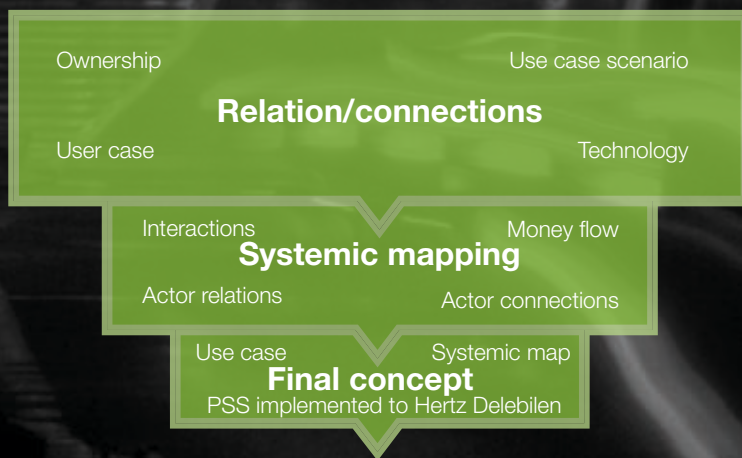 Ownership Use case scenario
Relation/connections
User case Technology
Interactions Money flow
Systemic mapping
Actor relations Actor connections
Use case Systemic map
Final concept
PSS implemented to Hertz Delebilen